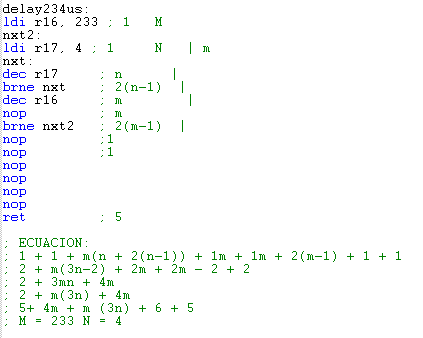 delay234us:
ldi r16, 233 ; 1   M
nxt2:
ldi r17, 4 ; 1     N   | m
nxt:
dec r17     ; n      |
brne nxt    ; 2(n-1)  |
dec r16     ; m        |
nop         ; m
brne nxt2   ; 2(m-1)  |
nop         ;1
nop         ;1
nop
nop
nop
nop
ret         ; 5
; ECUACION:
; 1 + 1 + m(n + 2(n-1)) + 1m + 1m + 2(m-1) + 1 + 1
; 2 + m(3n-2) + 2m + 2m - 2 + 2
; 2 + 3mn + 4m
; 2 + m(3n) + 4m
; 5+ 4m + m (3n) + 6 + 5
; M = 233 N = 4